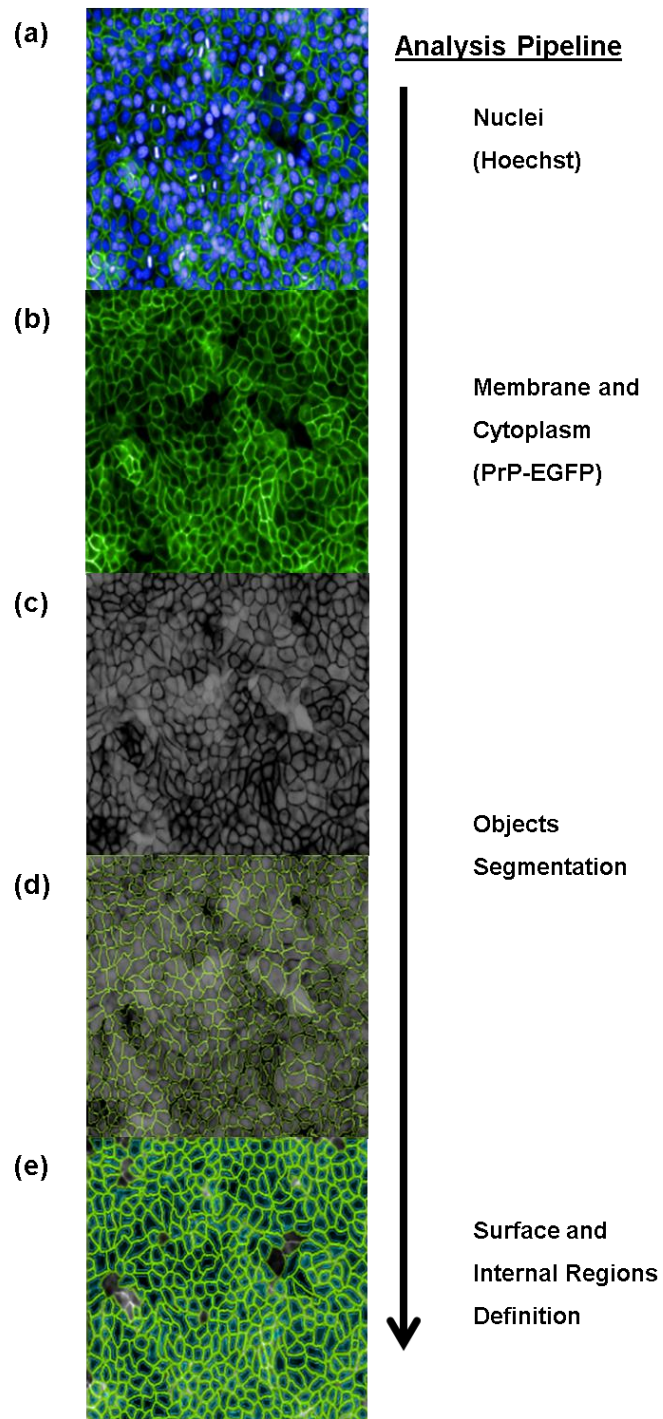 (a)
Analysis Pipeline
Nuclei
(Hoechst)
(b)
Membrane and
Cytoplasm
(PrP-EGFP)
(c)
Objects
Segmentation
(d)
(e)
Surface and
Internal Regions
Definition